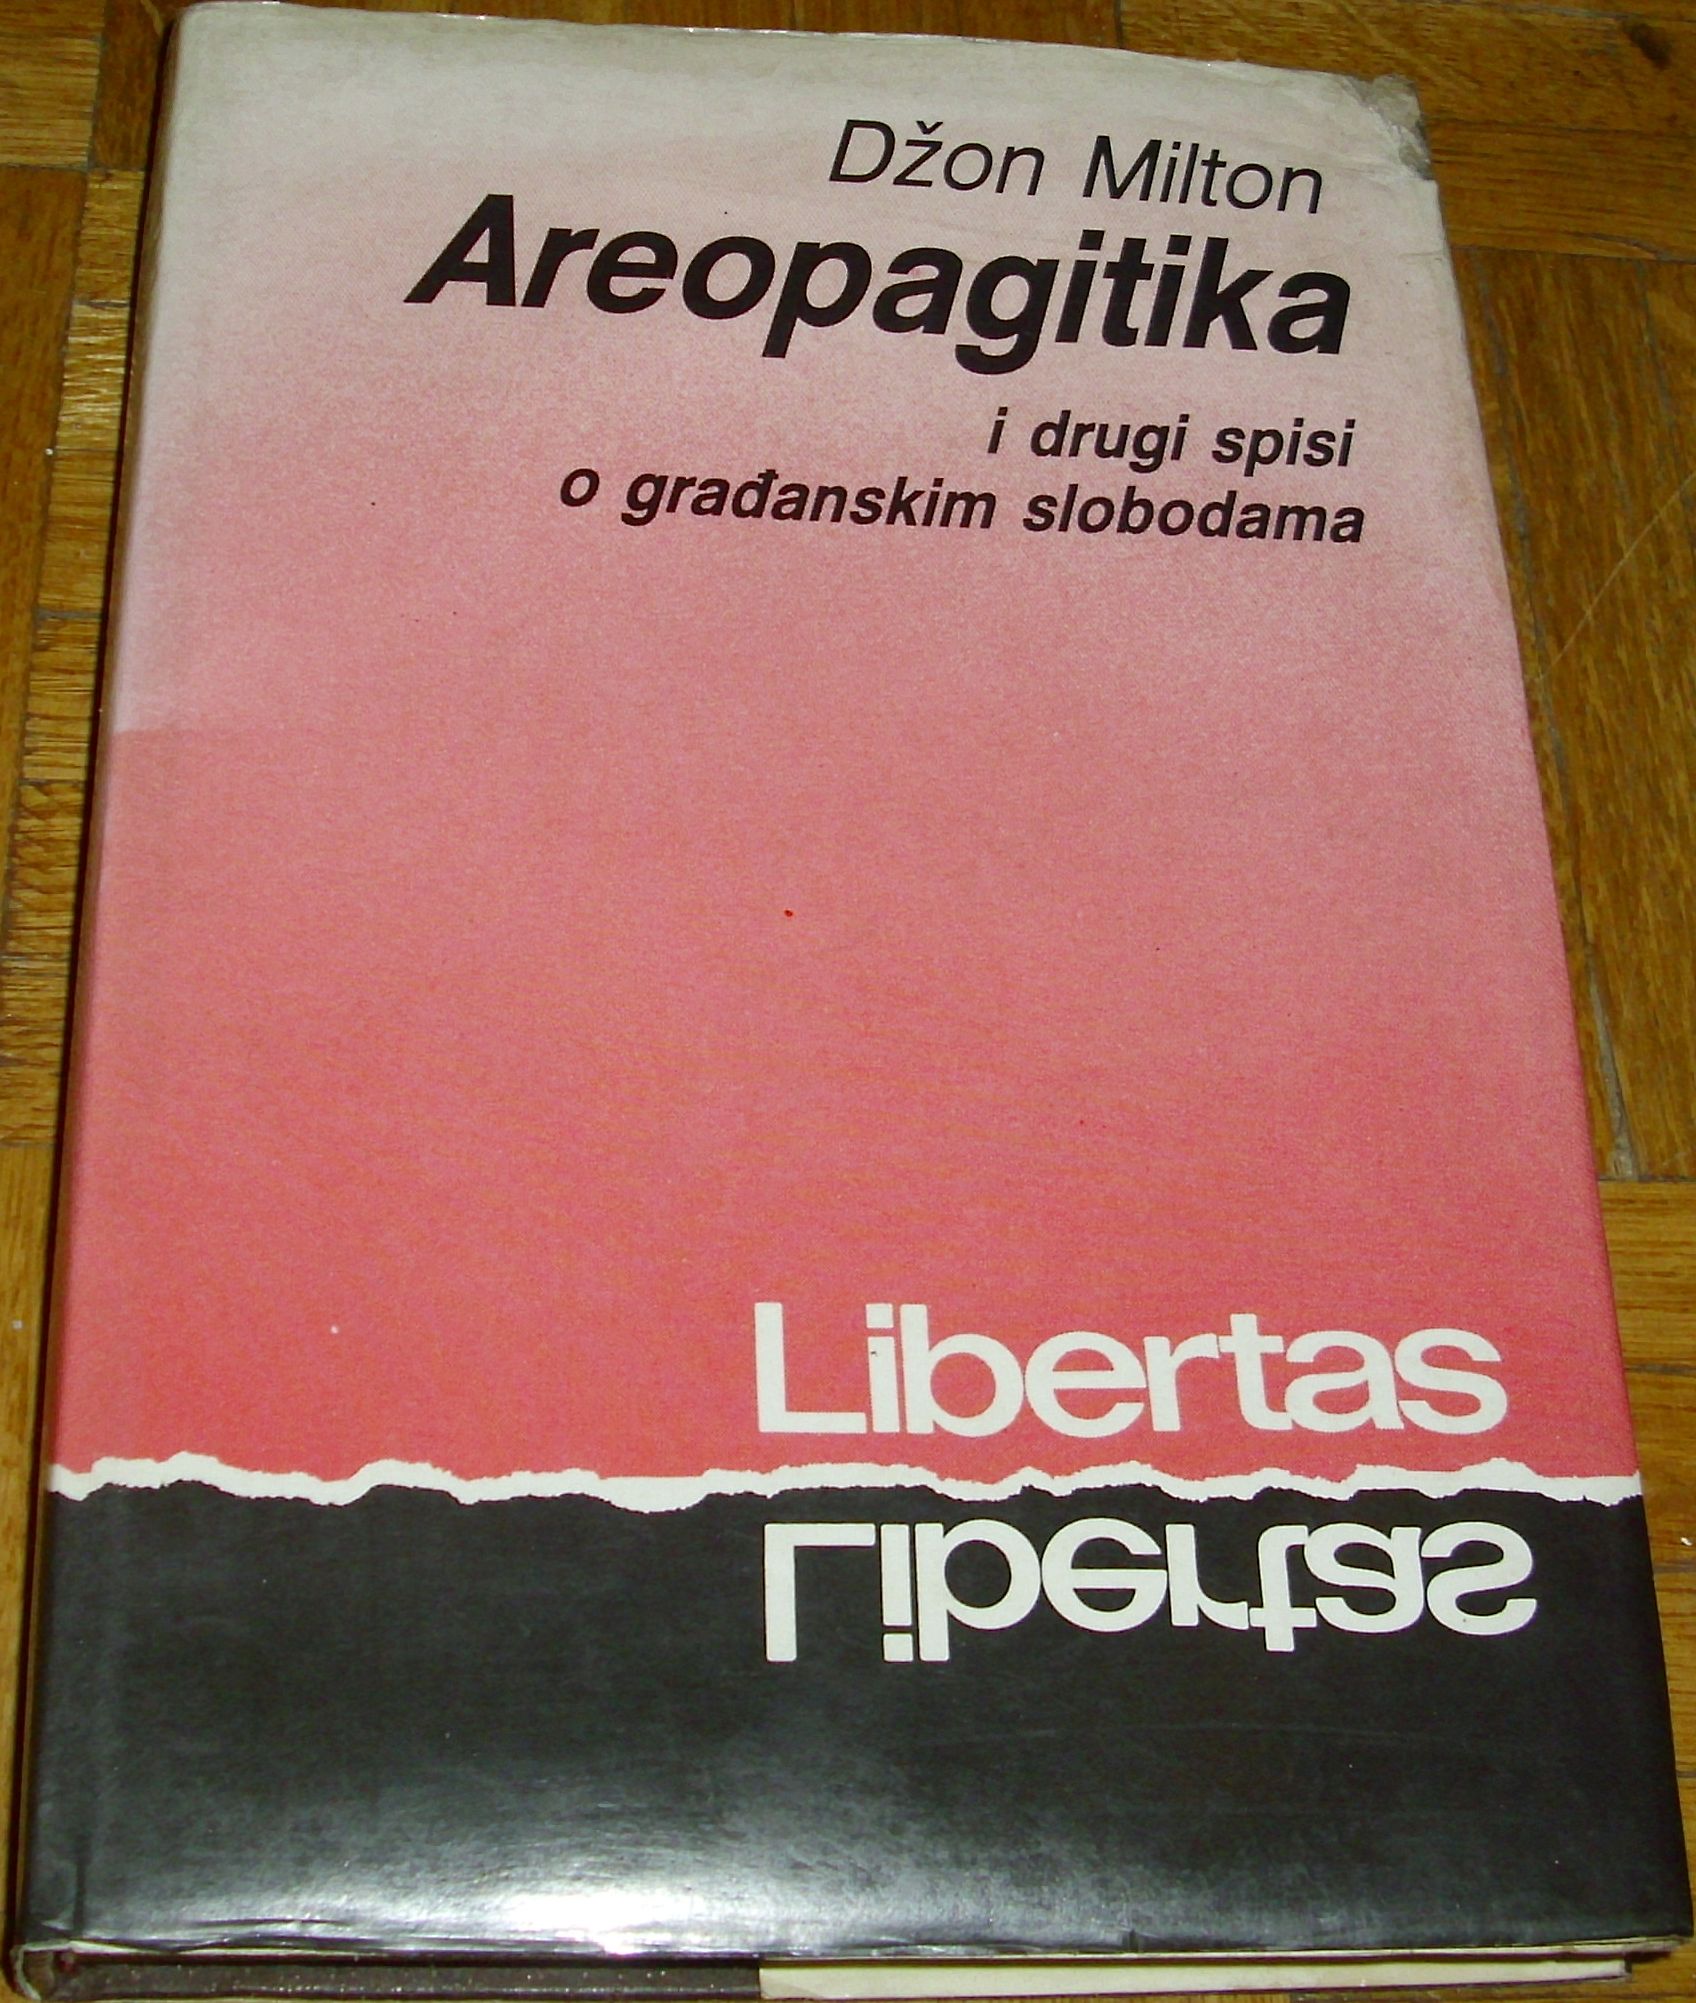 Džon Milton
Areopagitika
i drugi spisi
o građanskim slobodama
Libertas
Libertas